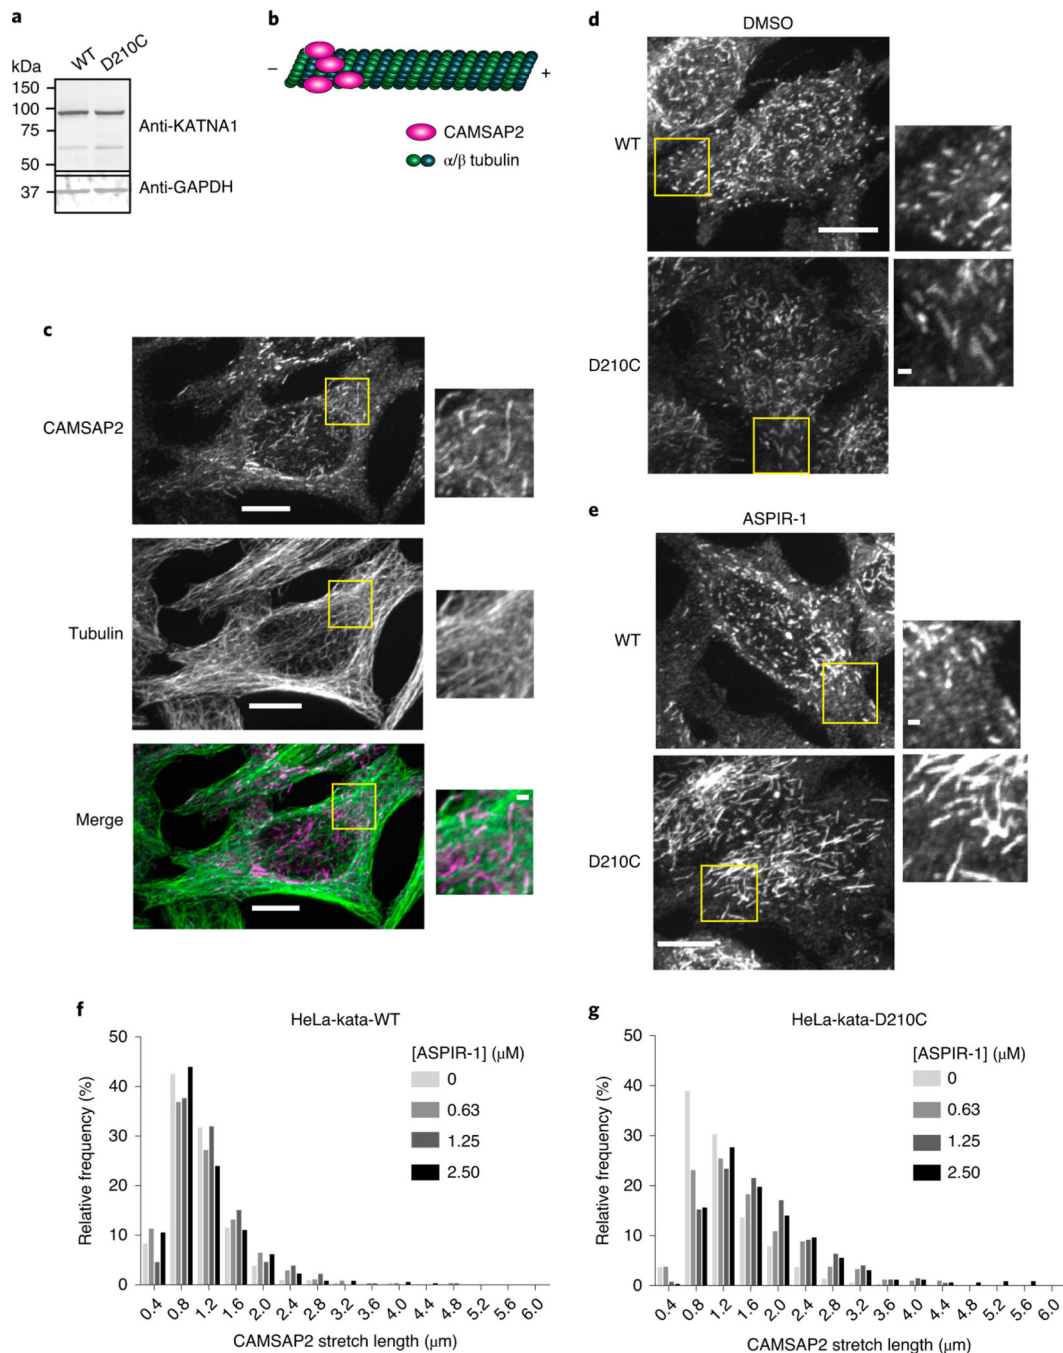 a
WT
D210C
kDa
150
100
75
50
37
Anti-KATNA1
Anti-GAPDH
b
–
+
CAMSAP2
α/β tubulin
c
CAMSAP2
Tubulin
Merge
d
DMSO
WT
D210C
e
ASPIR-1
WT
D210C
f
HeLa-kata-WT
Relative frequency (%)
50
40
30
20
10
0
[ASPIR-1] (μM)
0
0.63
1.25
2.50
0.4 0.8 1.2 1.6 2.0 2.4 2.8 3.2 3.6 4.0 4.4 4.8 5.2 5.6 6.0
CAMSAP2 stretch length (μm)
g
HeLa-kata-D210C
Relative frequency (%)
50
40
30
20
10
0
[ASPIR-1] (μM)
0
0.63
1.25
2.50
0.4 0.8 1.2 1.6 2.0 2.4 2.8 3.2 3.6 4.0 4.4 4.8 5.2 5.6 6.0
CAMSAP2 stretch length (μm)